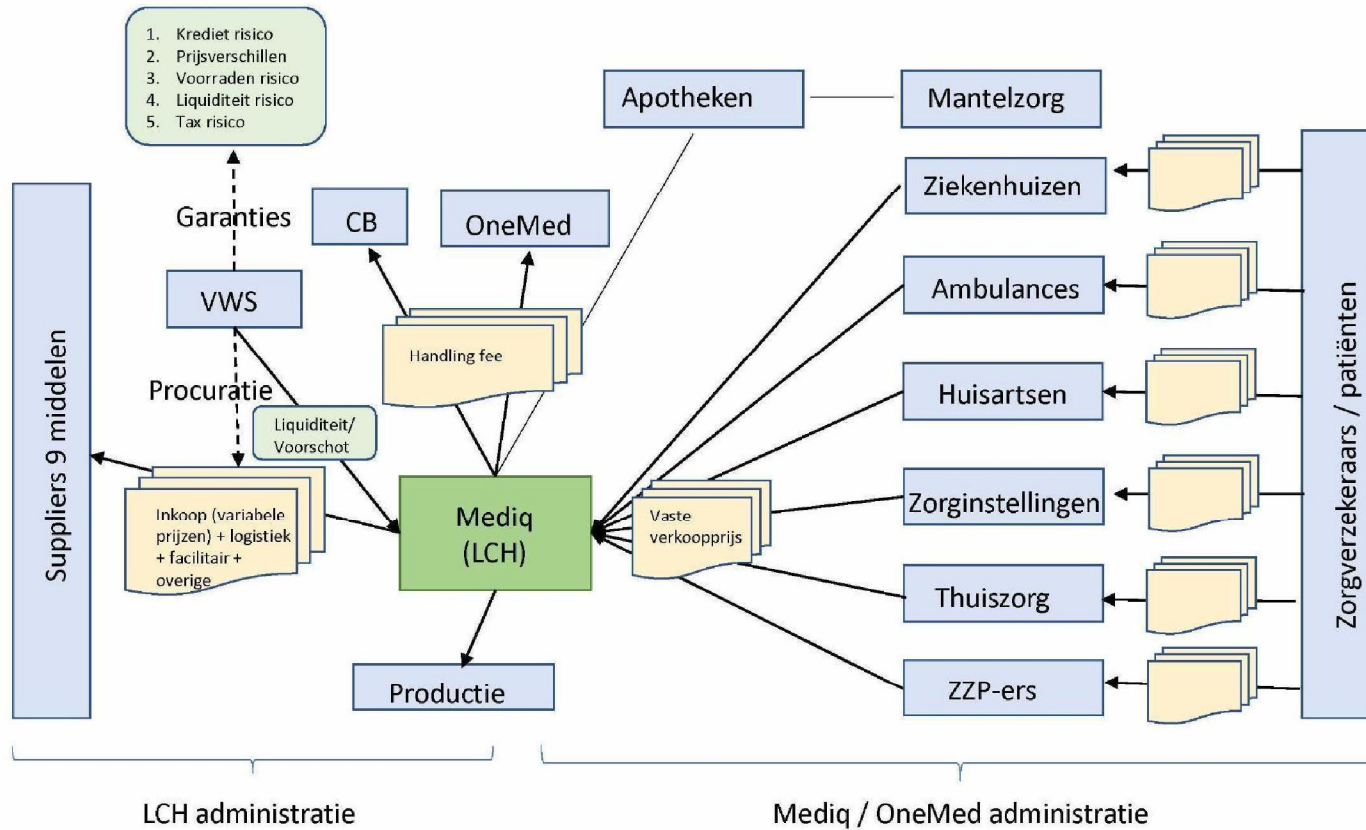 1. Krediet risico
2. Prijsverschillen
3. Voorraden risico
4. Liquiditeit risico
5. Tax risico
Garanties
VWS
Procuratie
Liquiditeit/
Voorschot
Suppliers 9 middelen
Inkoop (variabele
prijzen) + logistiek
+ facilitair +
overige
CB
OneMed
Handling fee
Mediq
(LCH)
Productie
Apotheken
Mantelzorg
Vaste
verkoopprijs
Ziekenhuizen
Ambulances
Huisartsen
Zorginstellingen
Thuiszorg
ZZP-ers
Zorgverzekeraars / patiënten
LCH administratie
Mediq / OneMed administratie